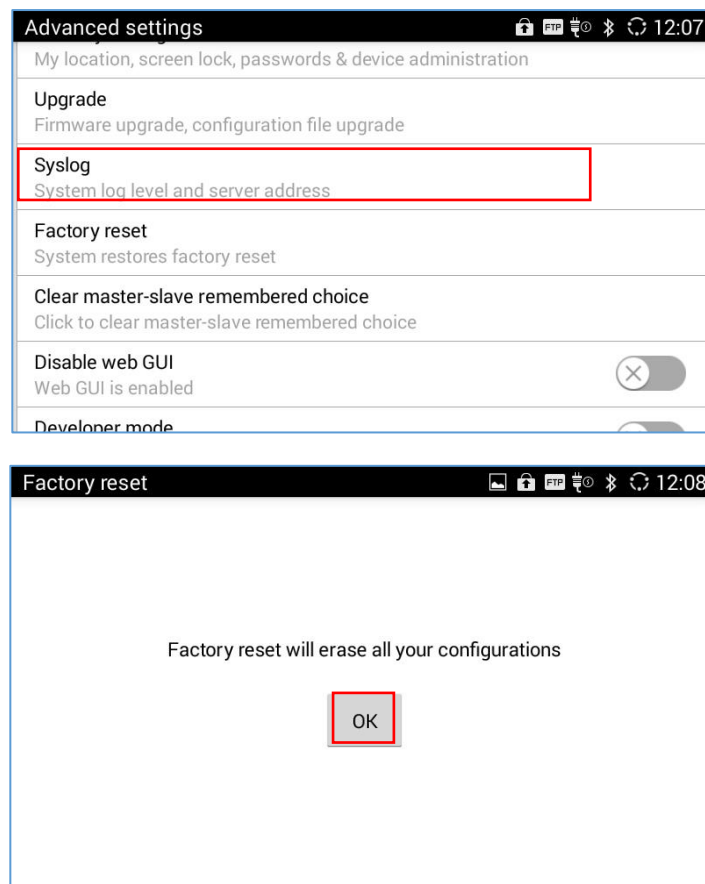 Advanced settings FTP 12:07
My location, screen lock, passwords & device administration
Upgrade
Firmware upgrade, configuration file upgrade
Syslog
System log level and server address
Factory reset
System restores factory reset
Clear master-slave remembered choice
Click to clear master-slave remembered choice
Disable web GUI
Web GUI is enabled
Developer mode
Factory reset FTP 12:08
Factory reset will erase all your configurations
OK